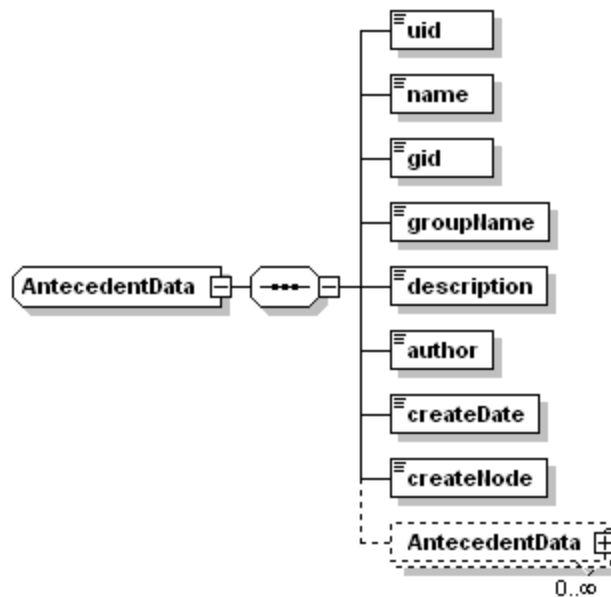 uid
name
gid
groupName
AntecedentData
description
author
createDate
createNode
AntecedentData
0..∞